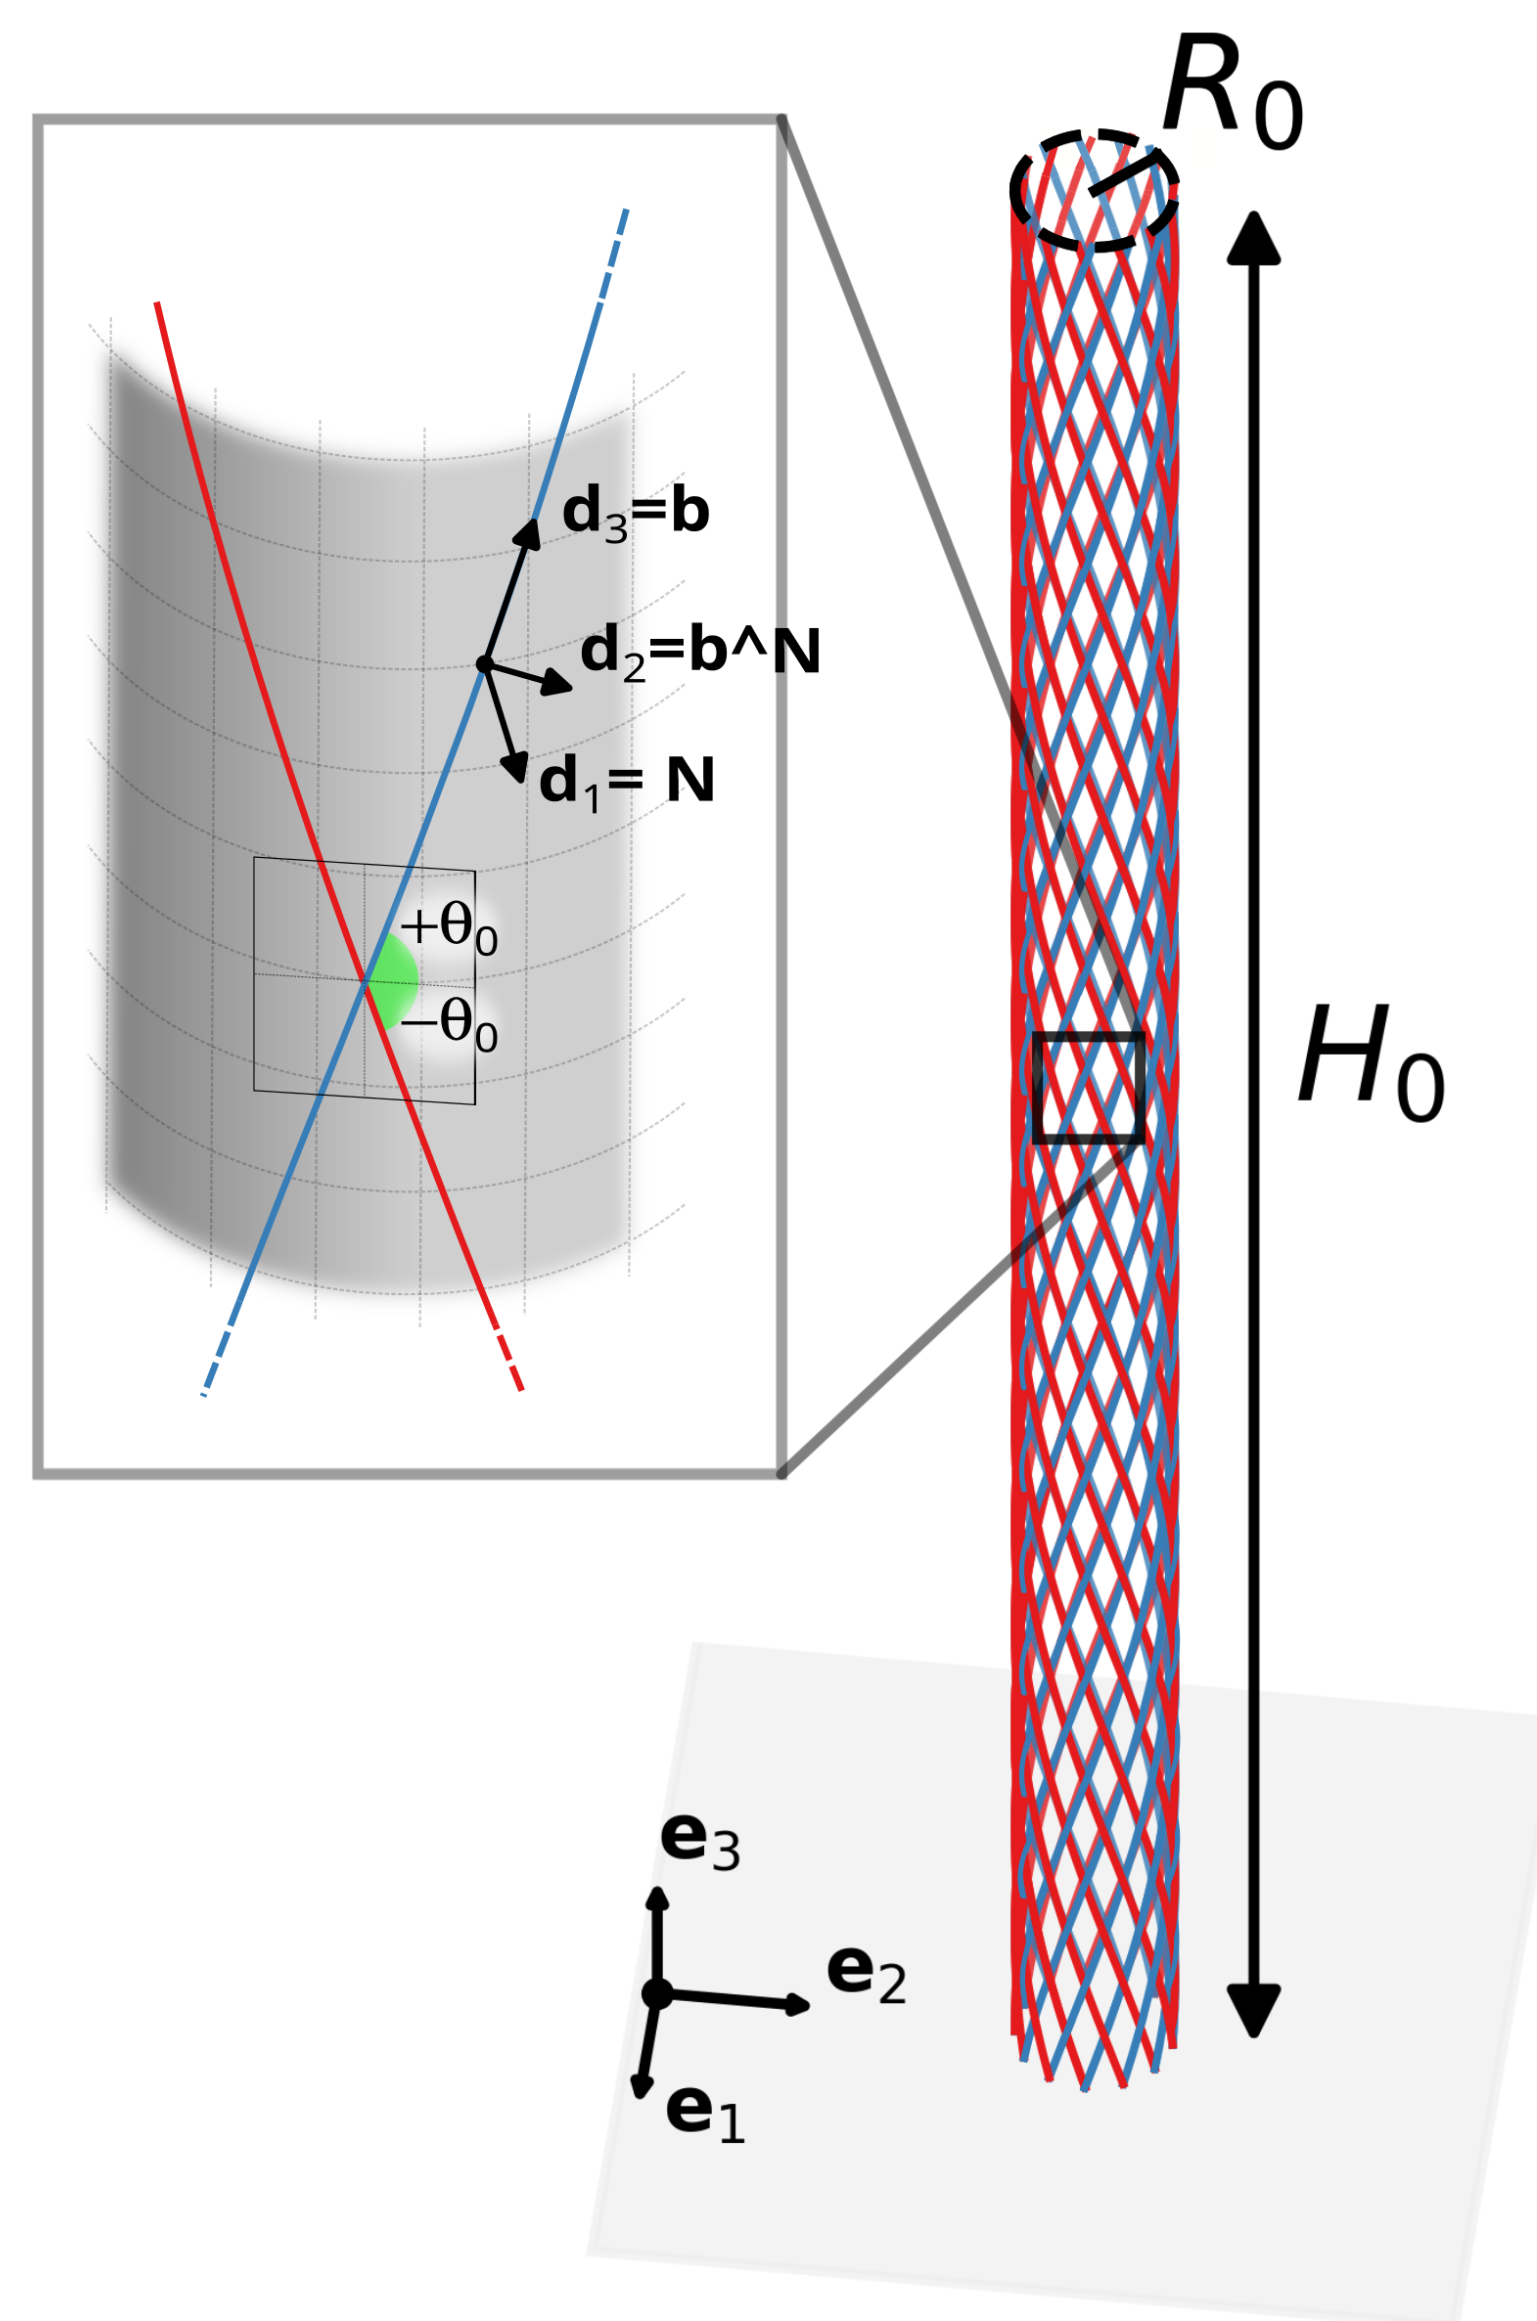 R₀
d₃=b
d₂=b^N
d₁= N
+θ₀
−θ₀
H₀
e₃
e₂
e₁